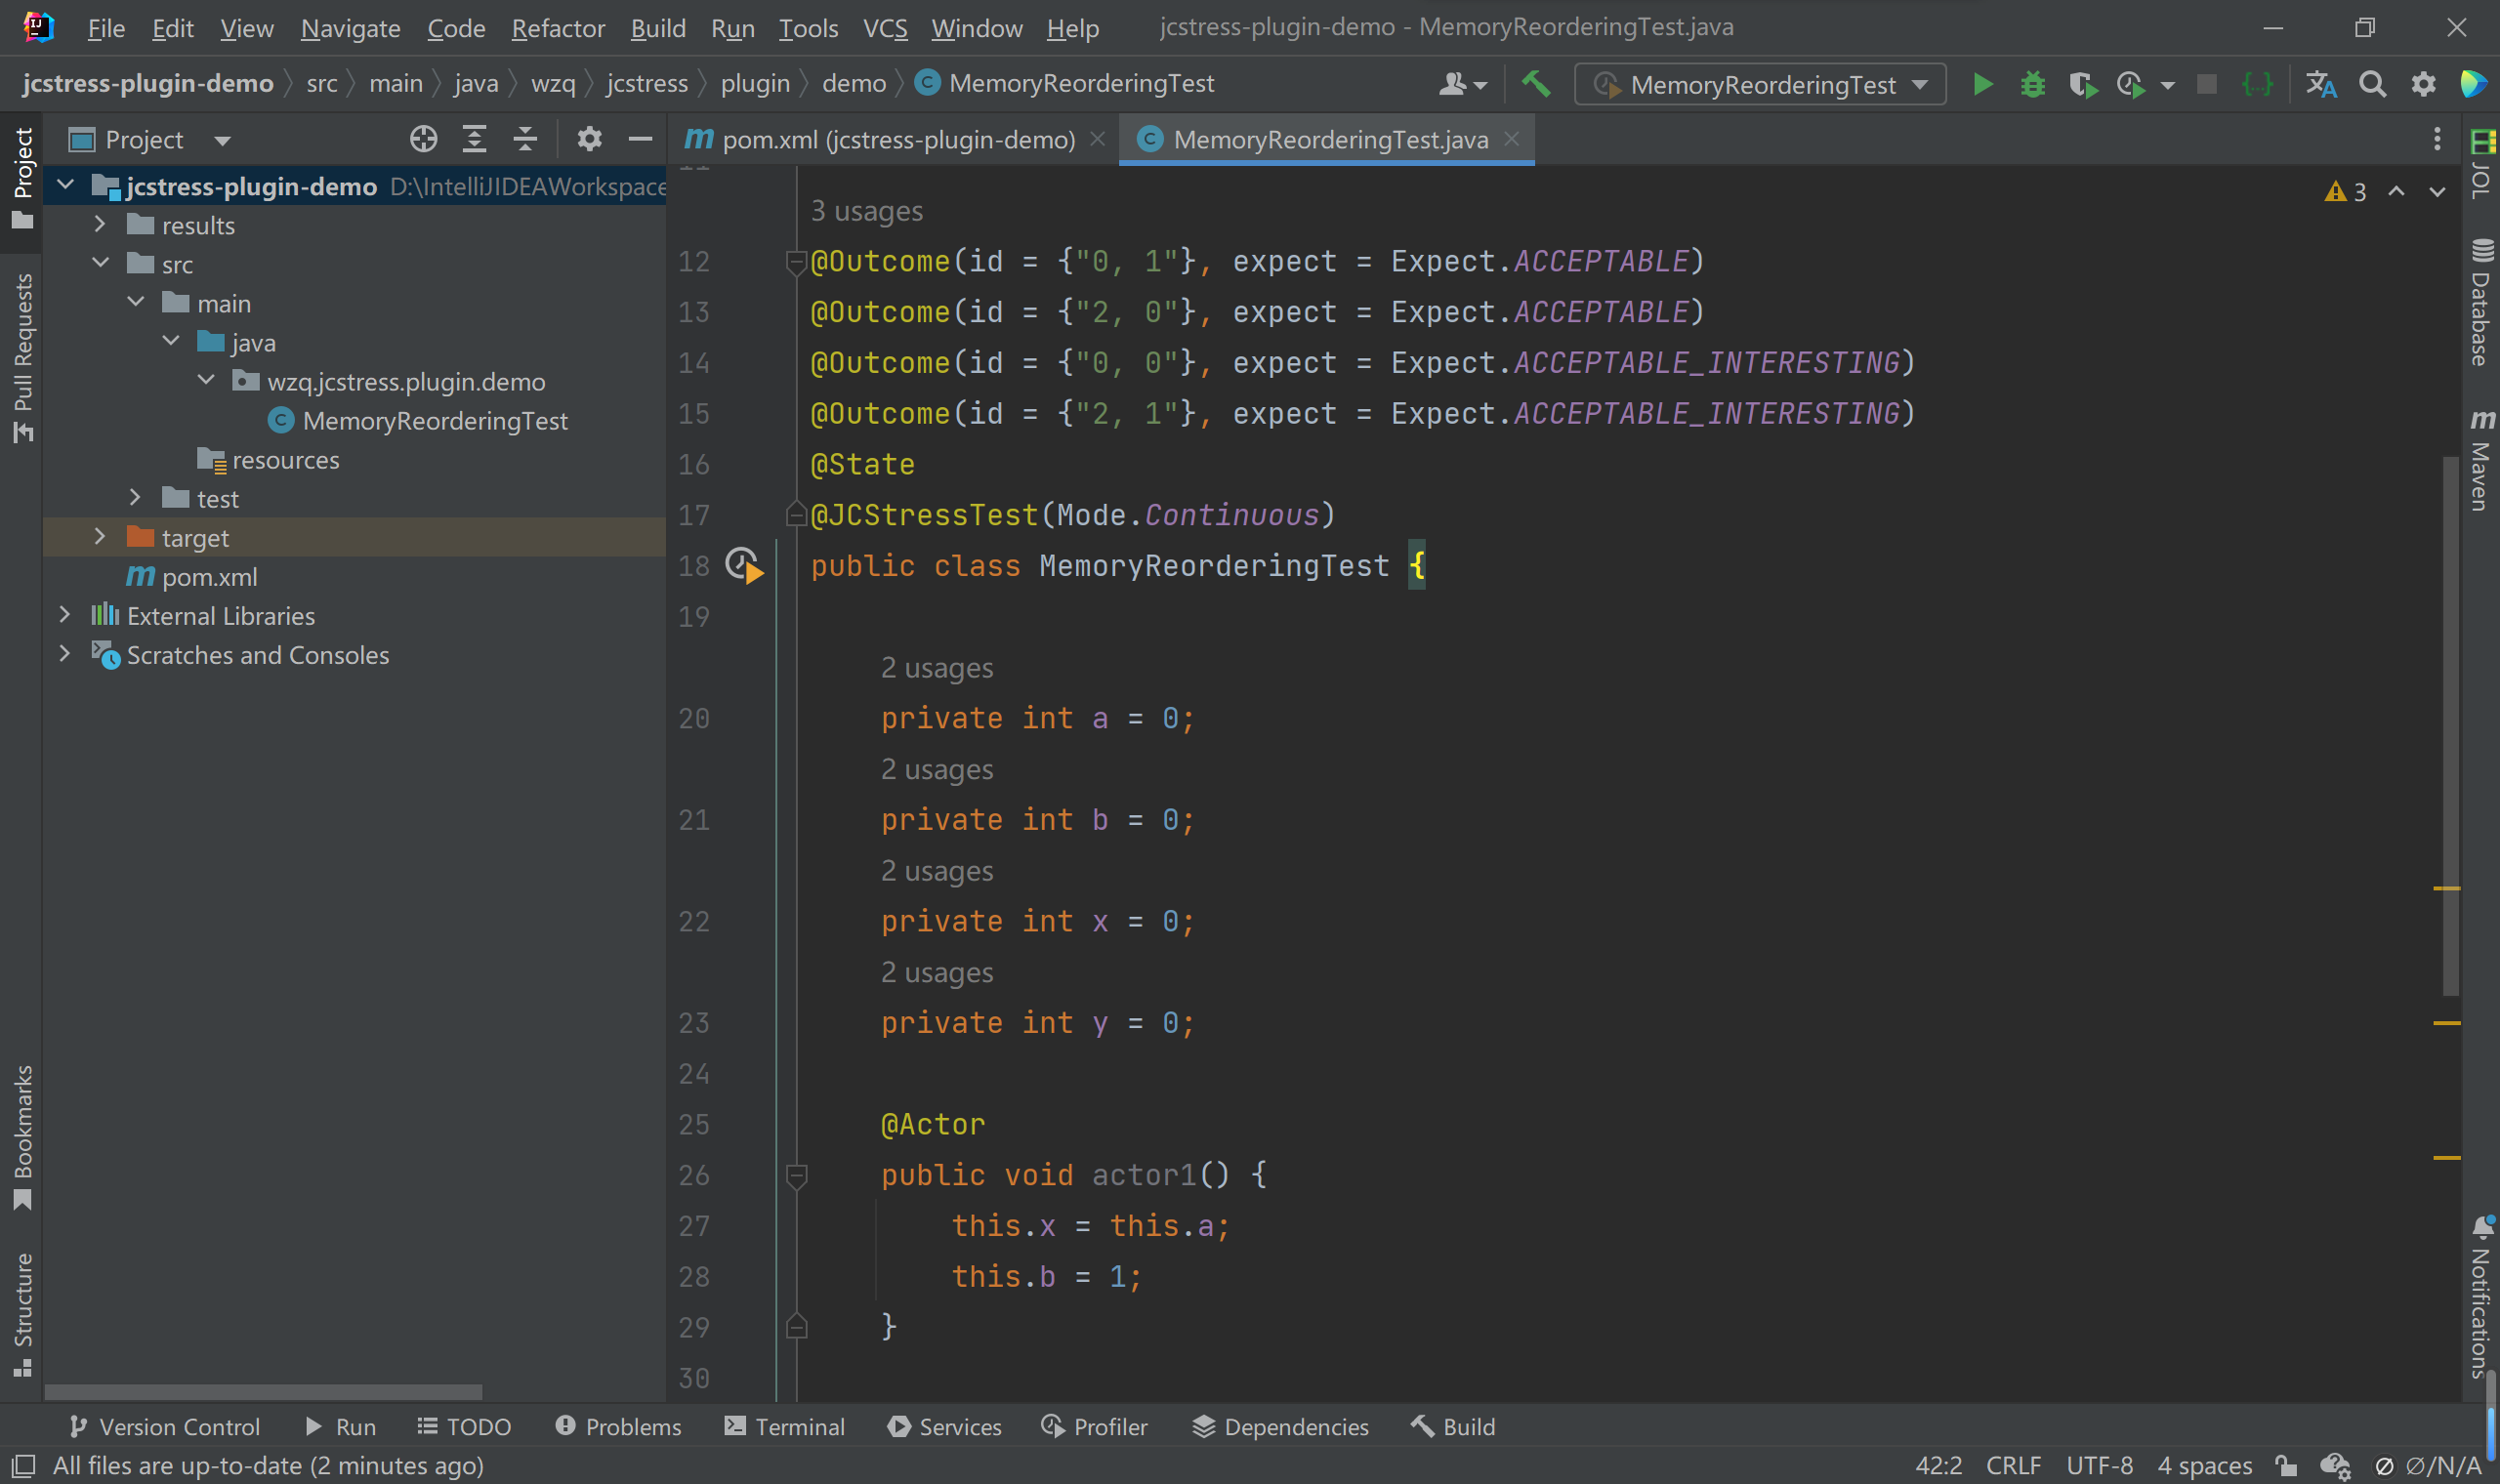 File Edit View Navigate Code Refactor Build Run Tools VCS Window Help jcstress-plugin-demo - MemoryReorderingTest.java
jcstress-plugin-demo src main java wzq jcstress plugin demo MemoryReorderingTest MemoryReorderingTest
Project
pom.xml (jcstress-plugin-demo) MemoryReorderingTest.java
jcstress-plugin-demo D:\IntelliJIDEAWorkspace
results
src
main
java
wzq.jcstress.plugin.demo
MemoryReorderingTest
resources
test
target
pom.xml
External Libraries
Scratches and Consoles
Project
Pull Requests
Bookmarks
Structure
3
3 usages
12 @Outcome(id = {"0, 1"}, expect = Expect.ACCEPTABLE)
13 @Outcome(id = {"2, 0"}, expect = Expect.ACCEPTABLE)
14 @Outcome(id = {"0, 0"}, expect = Expect.ACCEPTABLE_INTERESTING)
15 @Outcome(id = {"2, 1"}, expect = Expect.ACCEPTABLE_INTERESTING)
16 @State
17 @JCStressTest(Mode.Continuous)
18 public class MemoryReorderingTest {
19
2 usages
20 private int a = 0;
2 usages
21 private int b = 0;
2 usages
22 private int x = 0;
2 usages
23 private int y = 0;
24
25 @Actor
26 public void actor1() {
27 this.x = this.a;
28 this.b = 1;
29 }
30
JOL
Database
Maven
Notifications
Version Control Run TODO Problems Terminal Services Profiler Dependencies Build
All files are up-to-date (2 minutes ago) 42:2 CRLF UTF-8 4 spaces ∅/N/A